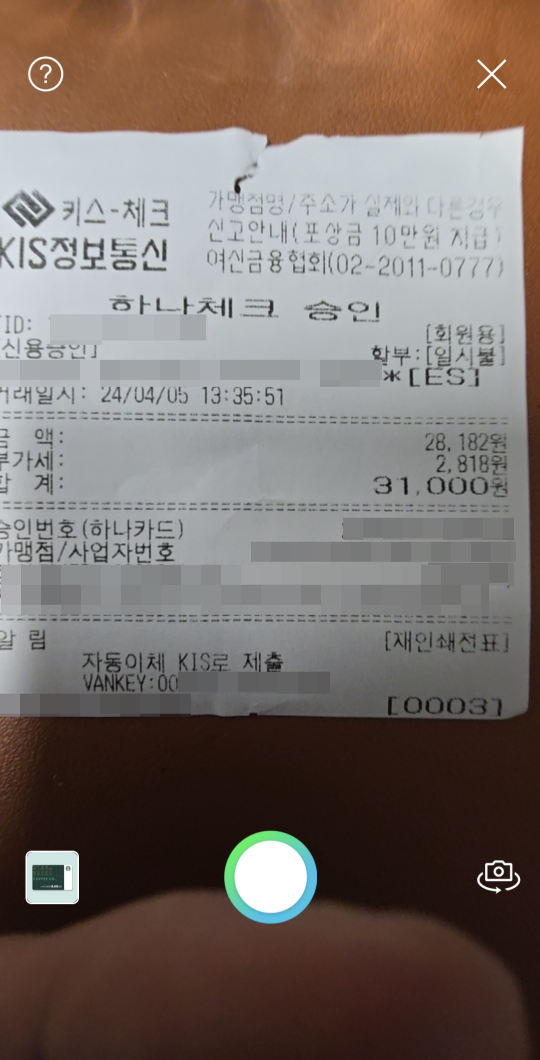 ?
키스-체크
KIS정보통신
가맹점명/주소가 실제와 다른경우
신고안내(포상금 10만원 지급)
여신금융협회(02-2011-0777)
하나체크 승인
TID:
[회원용]
[신용승인]
할부:[일시불]
*[ES]
거래일시: 24/04/05 13:35:51
금 액: 28,182원
부가세: 2,818원
합 계: 31,000원
승인번호(하나카드)
가맹점/사업자번호
알 림 [재인쇄전표]
자동이체 KIS로 제출
VANKEY:00
[0003]